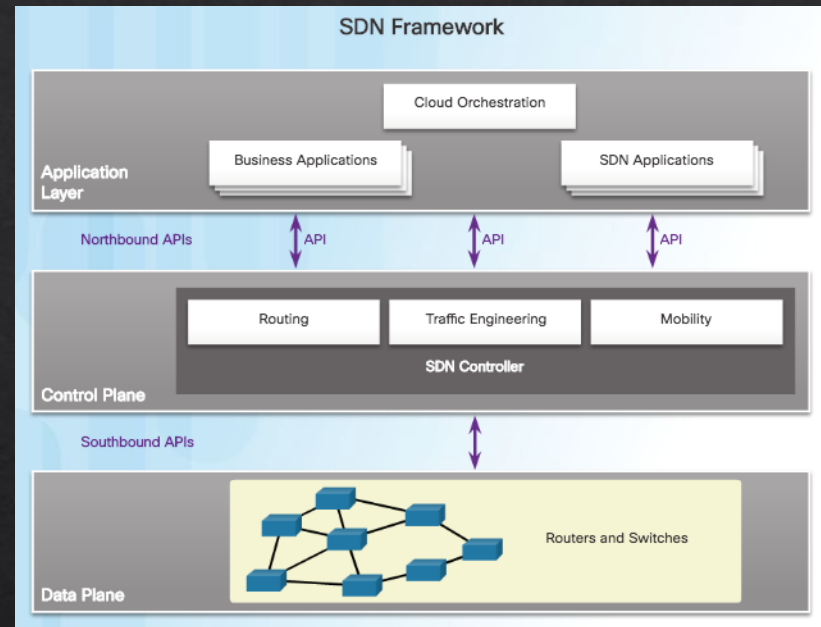 SDN Framework
Cloud Orchestration
Business Applications
SDN Applications
Application
Layer
Northbound APIs
API
API
API
Routing
Traffic Engineering
Mobility
SDN Controller
Control Plane
Southbound APIs
Routers and Switches
Data Plane